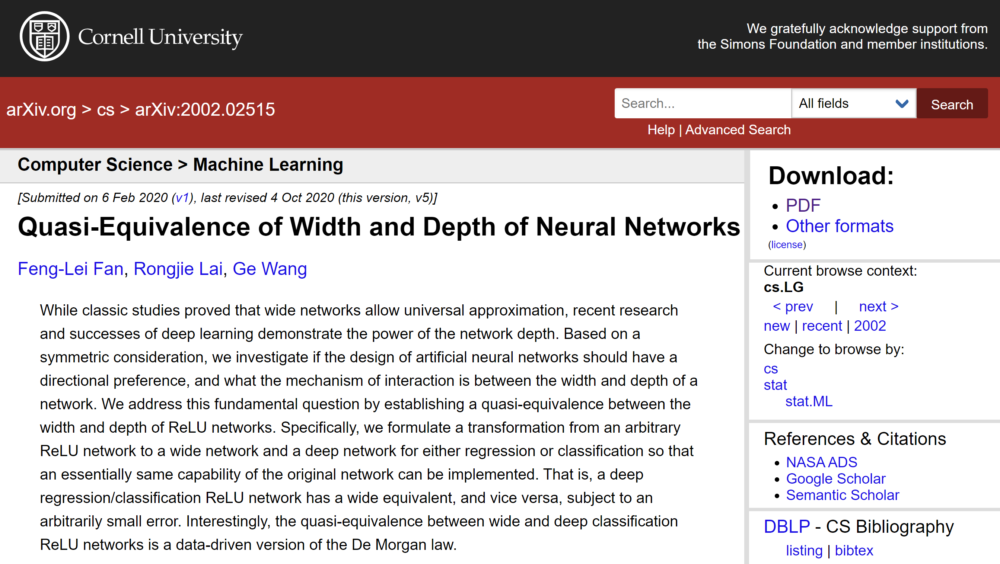 Cornell University
We gratefully acknowledge support from
the Simons Foundation and member institutions.
arXiv.org > cs > arXiv:2002.02515
Search...
All fields
Search
Help | Advanced Search
Computer Science > Machine Learning
[Submitted on 6 Feb 2020 (v1), last revised 4 Oct 2020 (this version, v5)]
Quasi-Equivalence of Width and Depth of Neural Networks
Feng-Lei Fan, Rongjie Lai, Ge Wang
While classic studies proved that wide networks allow universal approximation, recent research
and successes of deep learning demonstrate the power of the network depth. Based on a
symmetric consideration, we investigate if the design of artificial neural networks should have a
directional preference, and what the mechanism of interaction is between the width and depth of a
network. We address this fundamental question by establishing a quasi-equivalence between the
width and depth of ReLU networks. Specifically, we formulate a transformation from an arbitrary
ReLU network to a wide network and a deep network for either regression or classification so that
an essentially same capability of the original network can be implemented. That is, a deep
regression/classification ReLU network has a wide equivalent, and vice versa, subject to an
arbitrarily small error. Interestingly, the quasi-equivalence between wide and deep classification
ReLU networks is a data-driven version of the De Morgan law.
Download:
• PDF
• Other formats
(license)
Current browse context:
cs.LG
< prev | next >
new | recent | 2002
Change to browse by:
cs
stat
stat.ML
References & Citations
• NASA ADS
• Google Scholar
• Semantic Scholar
DBLP - CS Bibliography
listing | bibtex